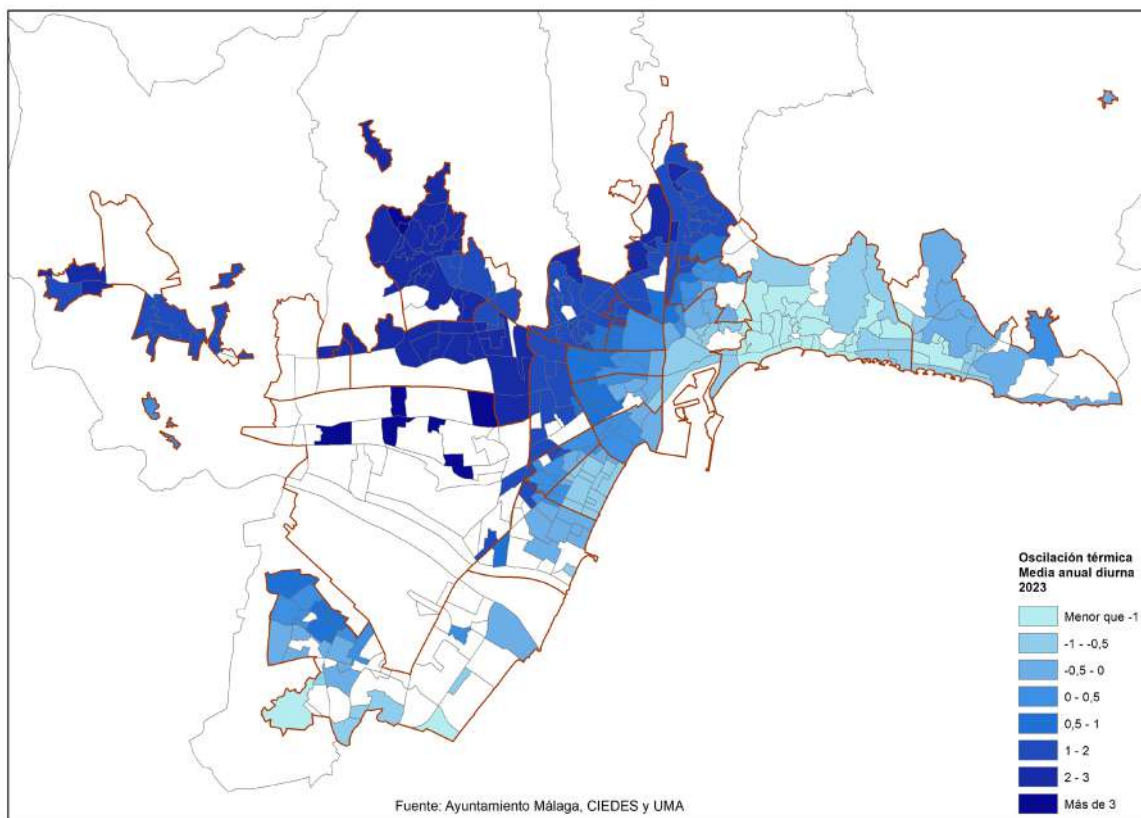 Oscilación térmica
Media anual diurna
2023
Menor que -1
-1 - -0,5
-0,5 - 0
0 - 0,5
0,5 - 1
1 - 2
2 - 3
Más de 3
Fuente: Ayuntamiento Málaga, CIEDES y UMA